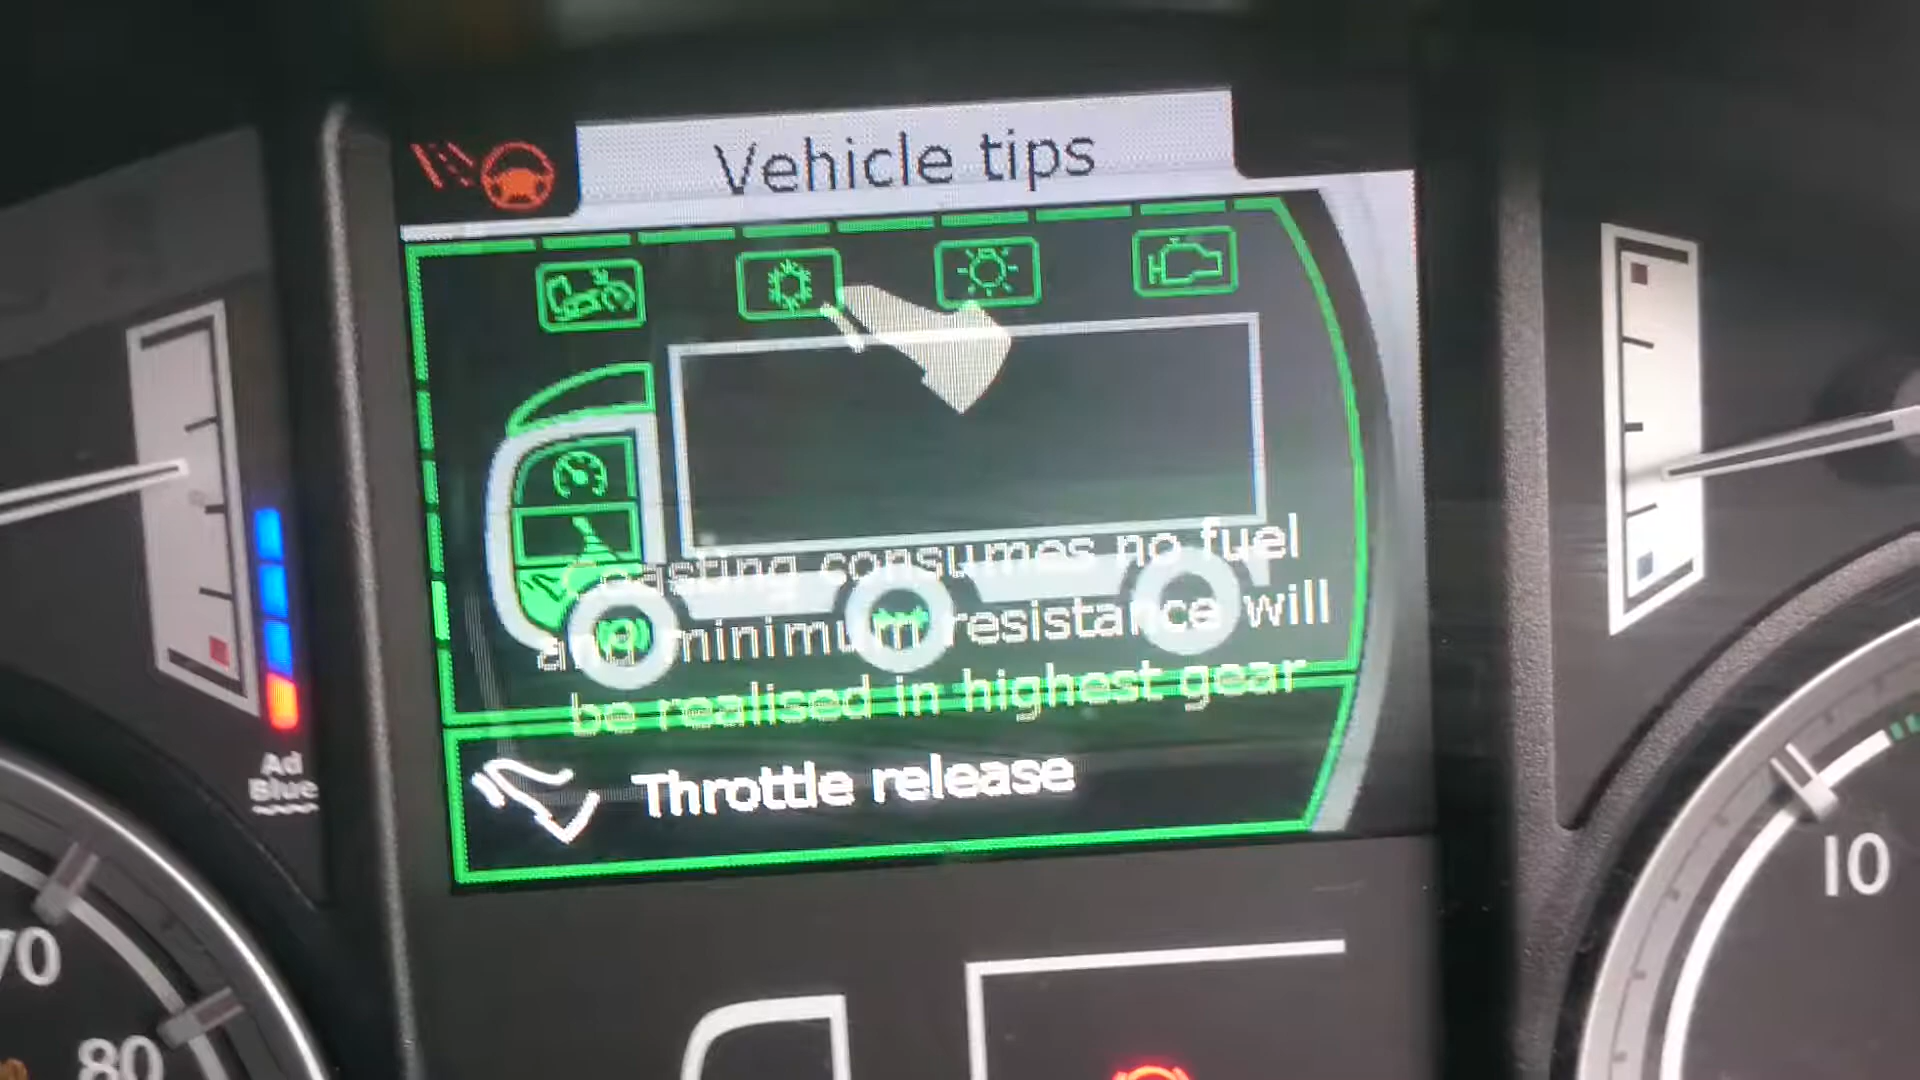 Vehicle tips
Coasting consumes no fuel
and minimum resistance will
be realised in highest gear
Throttle release
Ad
Blue
70
80
10